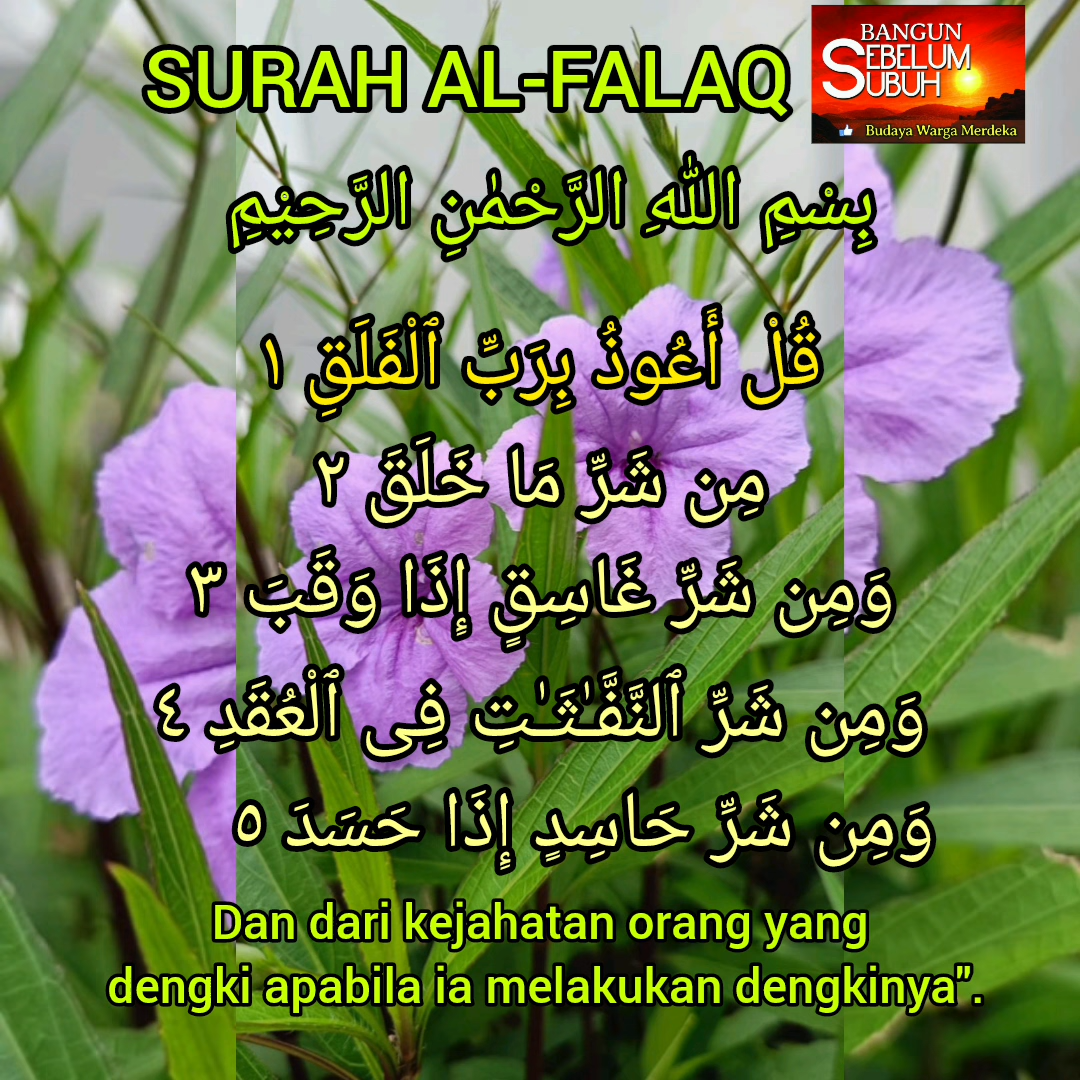 SURAH AL-FALAQ
BANGUN
SEBELUM
SUBUH
Budaya Warga Merdeka
بِسْمِ اللّٰهِ الرَّحْمٰنِ الرَّحِيْمِ
قُلْ أَعُوذُ بِرَبِّ ٱلْفَلَقِ ١
مِن شَرِّ مَا خَلَقَ ٢
وَمِن شَرِّ غَاسِقٍ إِذَا وَقَبَ ٣
وَمِن شَرِّ ٱلنَّفَّـٰثَـٰتِ فِى ٱلْعُقَدِ ٤
وَمِن شَرِّ حَاسِدٍ إِذَا حَسَدَ ٥
Dan dari kejahatan orang yang
dengki apabila ia melakukan dengkinya”.